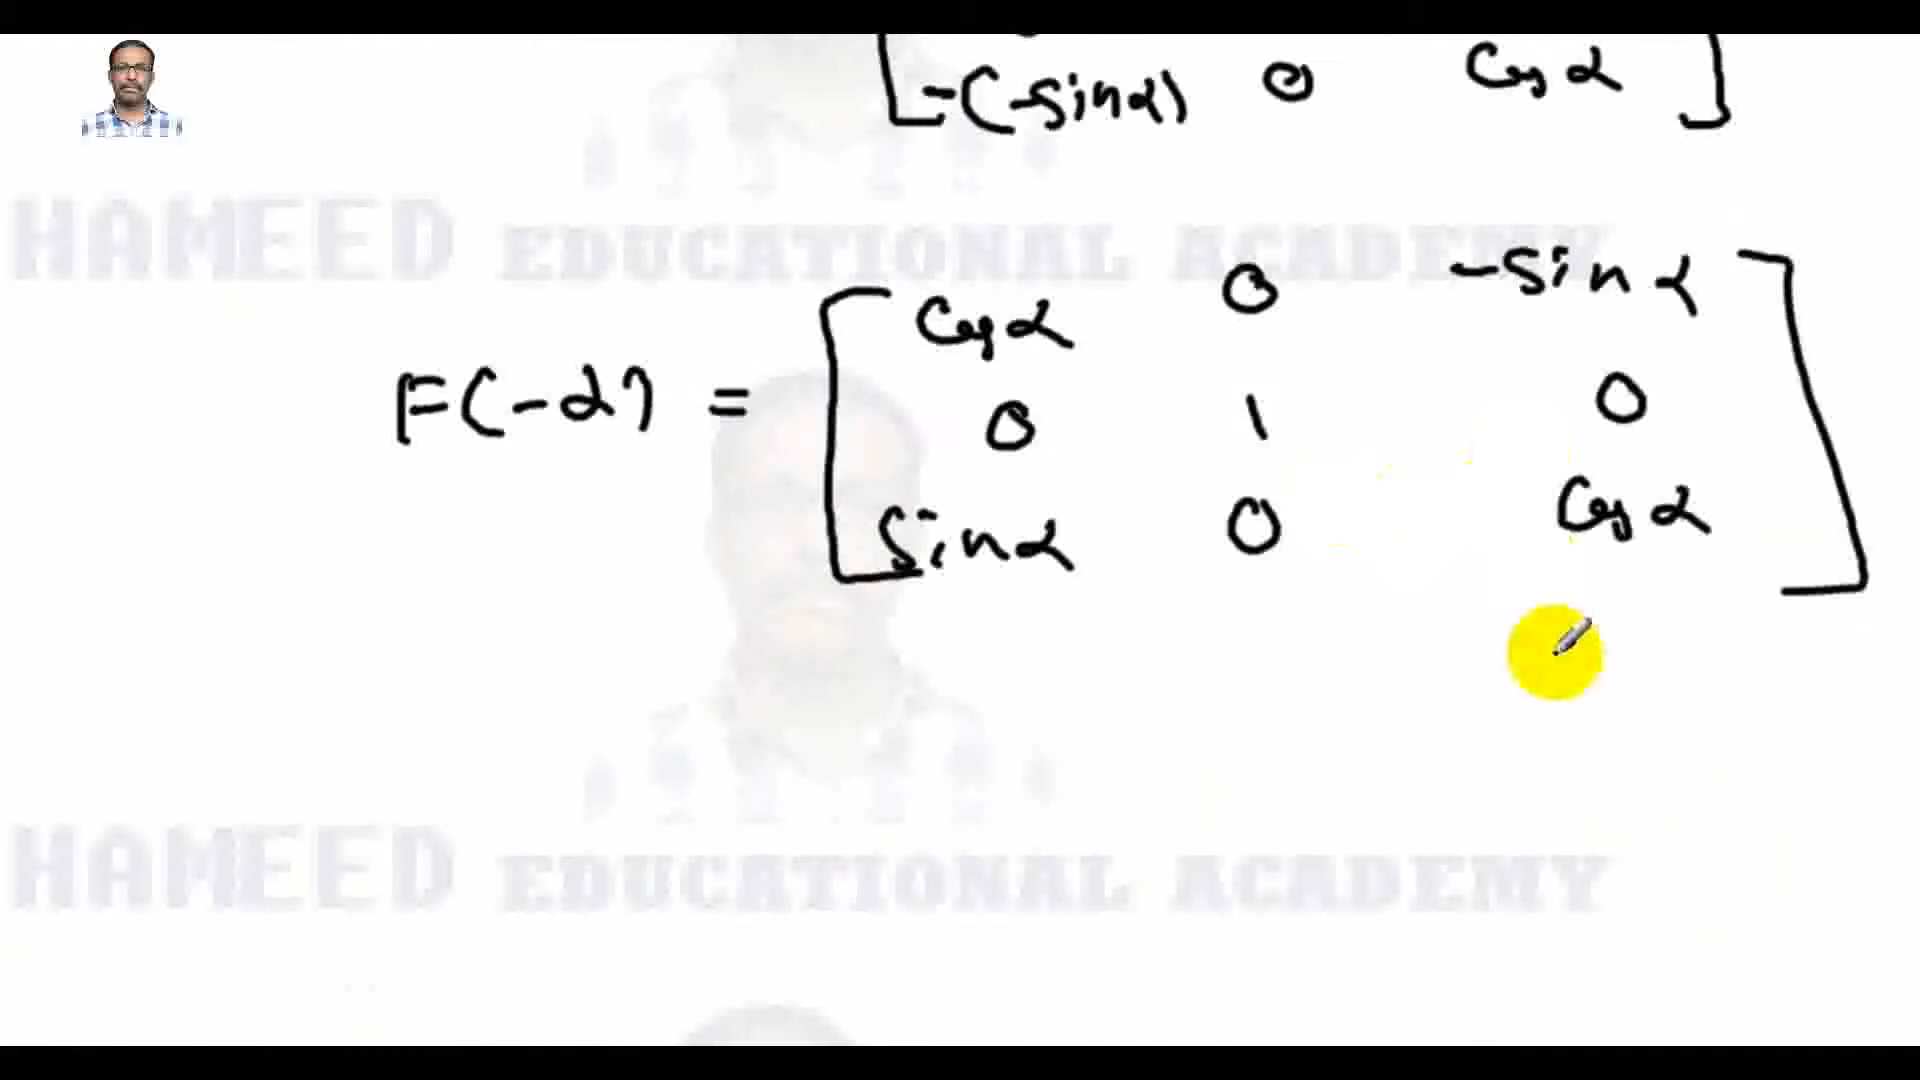 -(-sinα) 0 Cosα
HAMEED EDUCATIONAL ACADEMY
Cosα 0 -sinα
F(-α) = 0 1 0
sinα 0 Cosα
HAMEED EDUCATIONAL ACADEMY